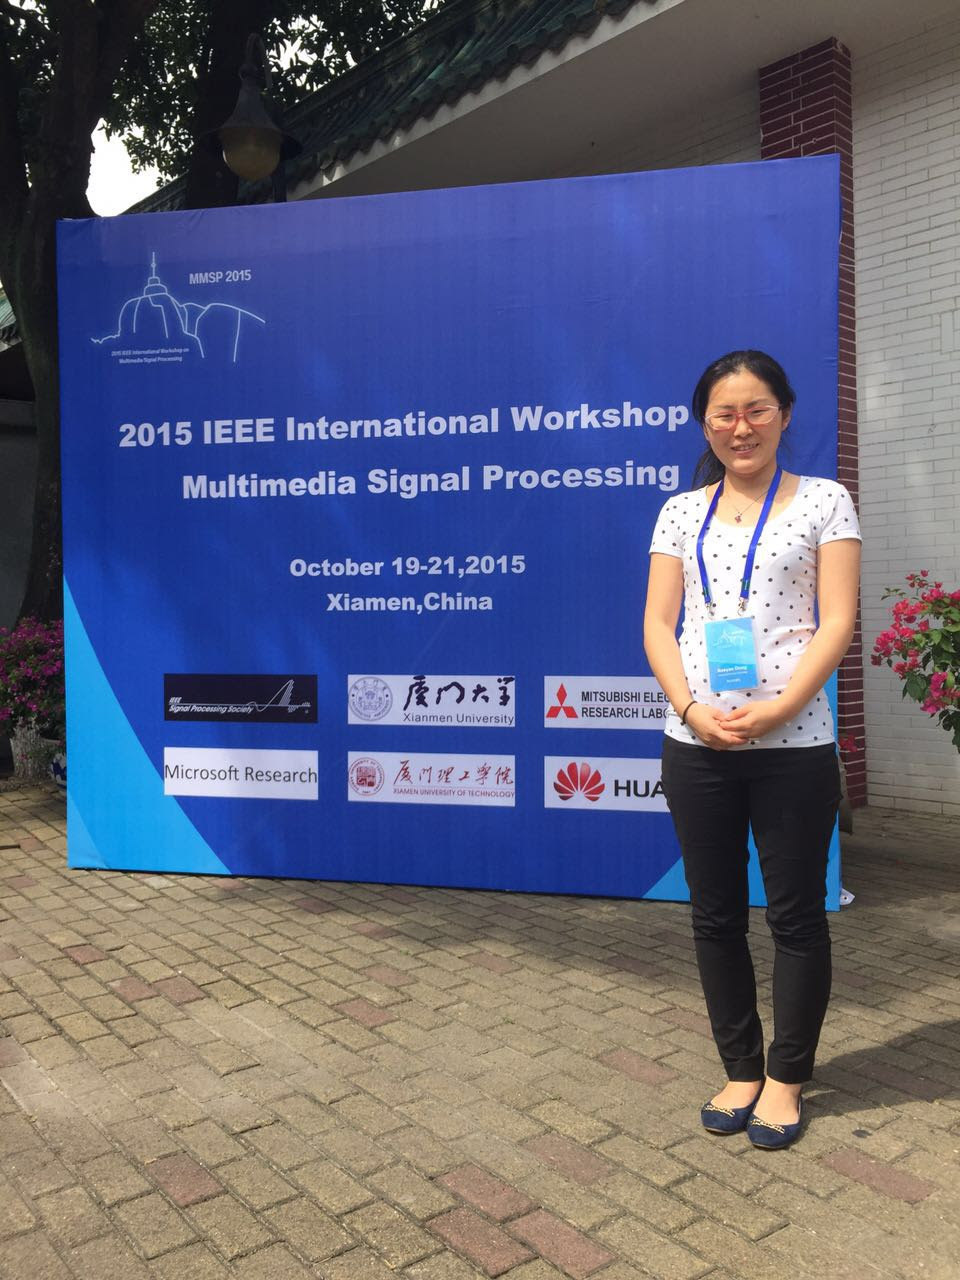 MMSP 2015
2015 IEEE International Workshop on
Multimedia Signal Processing
2015 IEEE International Workshop
Multimedia Signal Processing
October 19-21,2015
Xiamen,China
IEEE
Signal Processing Society
厦门大学
Xianmen University
MITSUBISHI ELEC
RESEARCH LABO
Microsoft Research
厦门理工学院
XIAMEN UNIVERSITY OF TECHNOLOGY
HUA
Dong